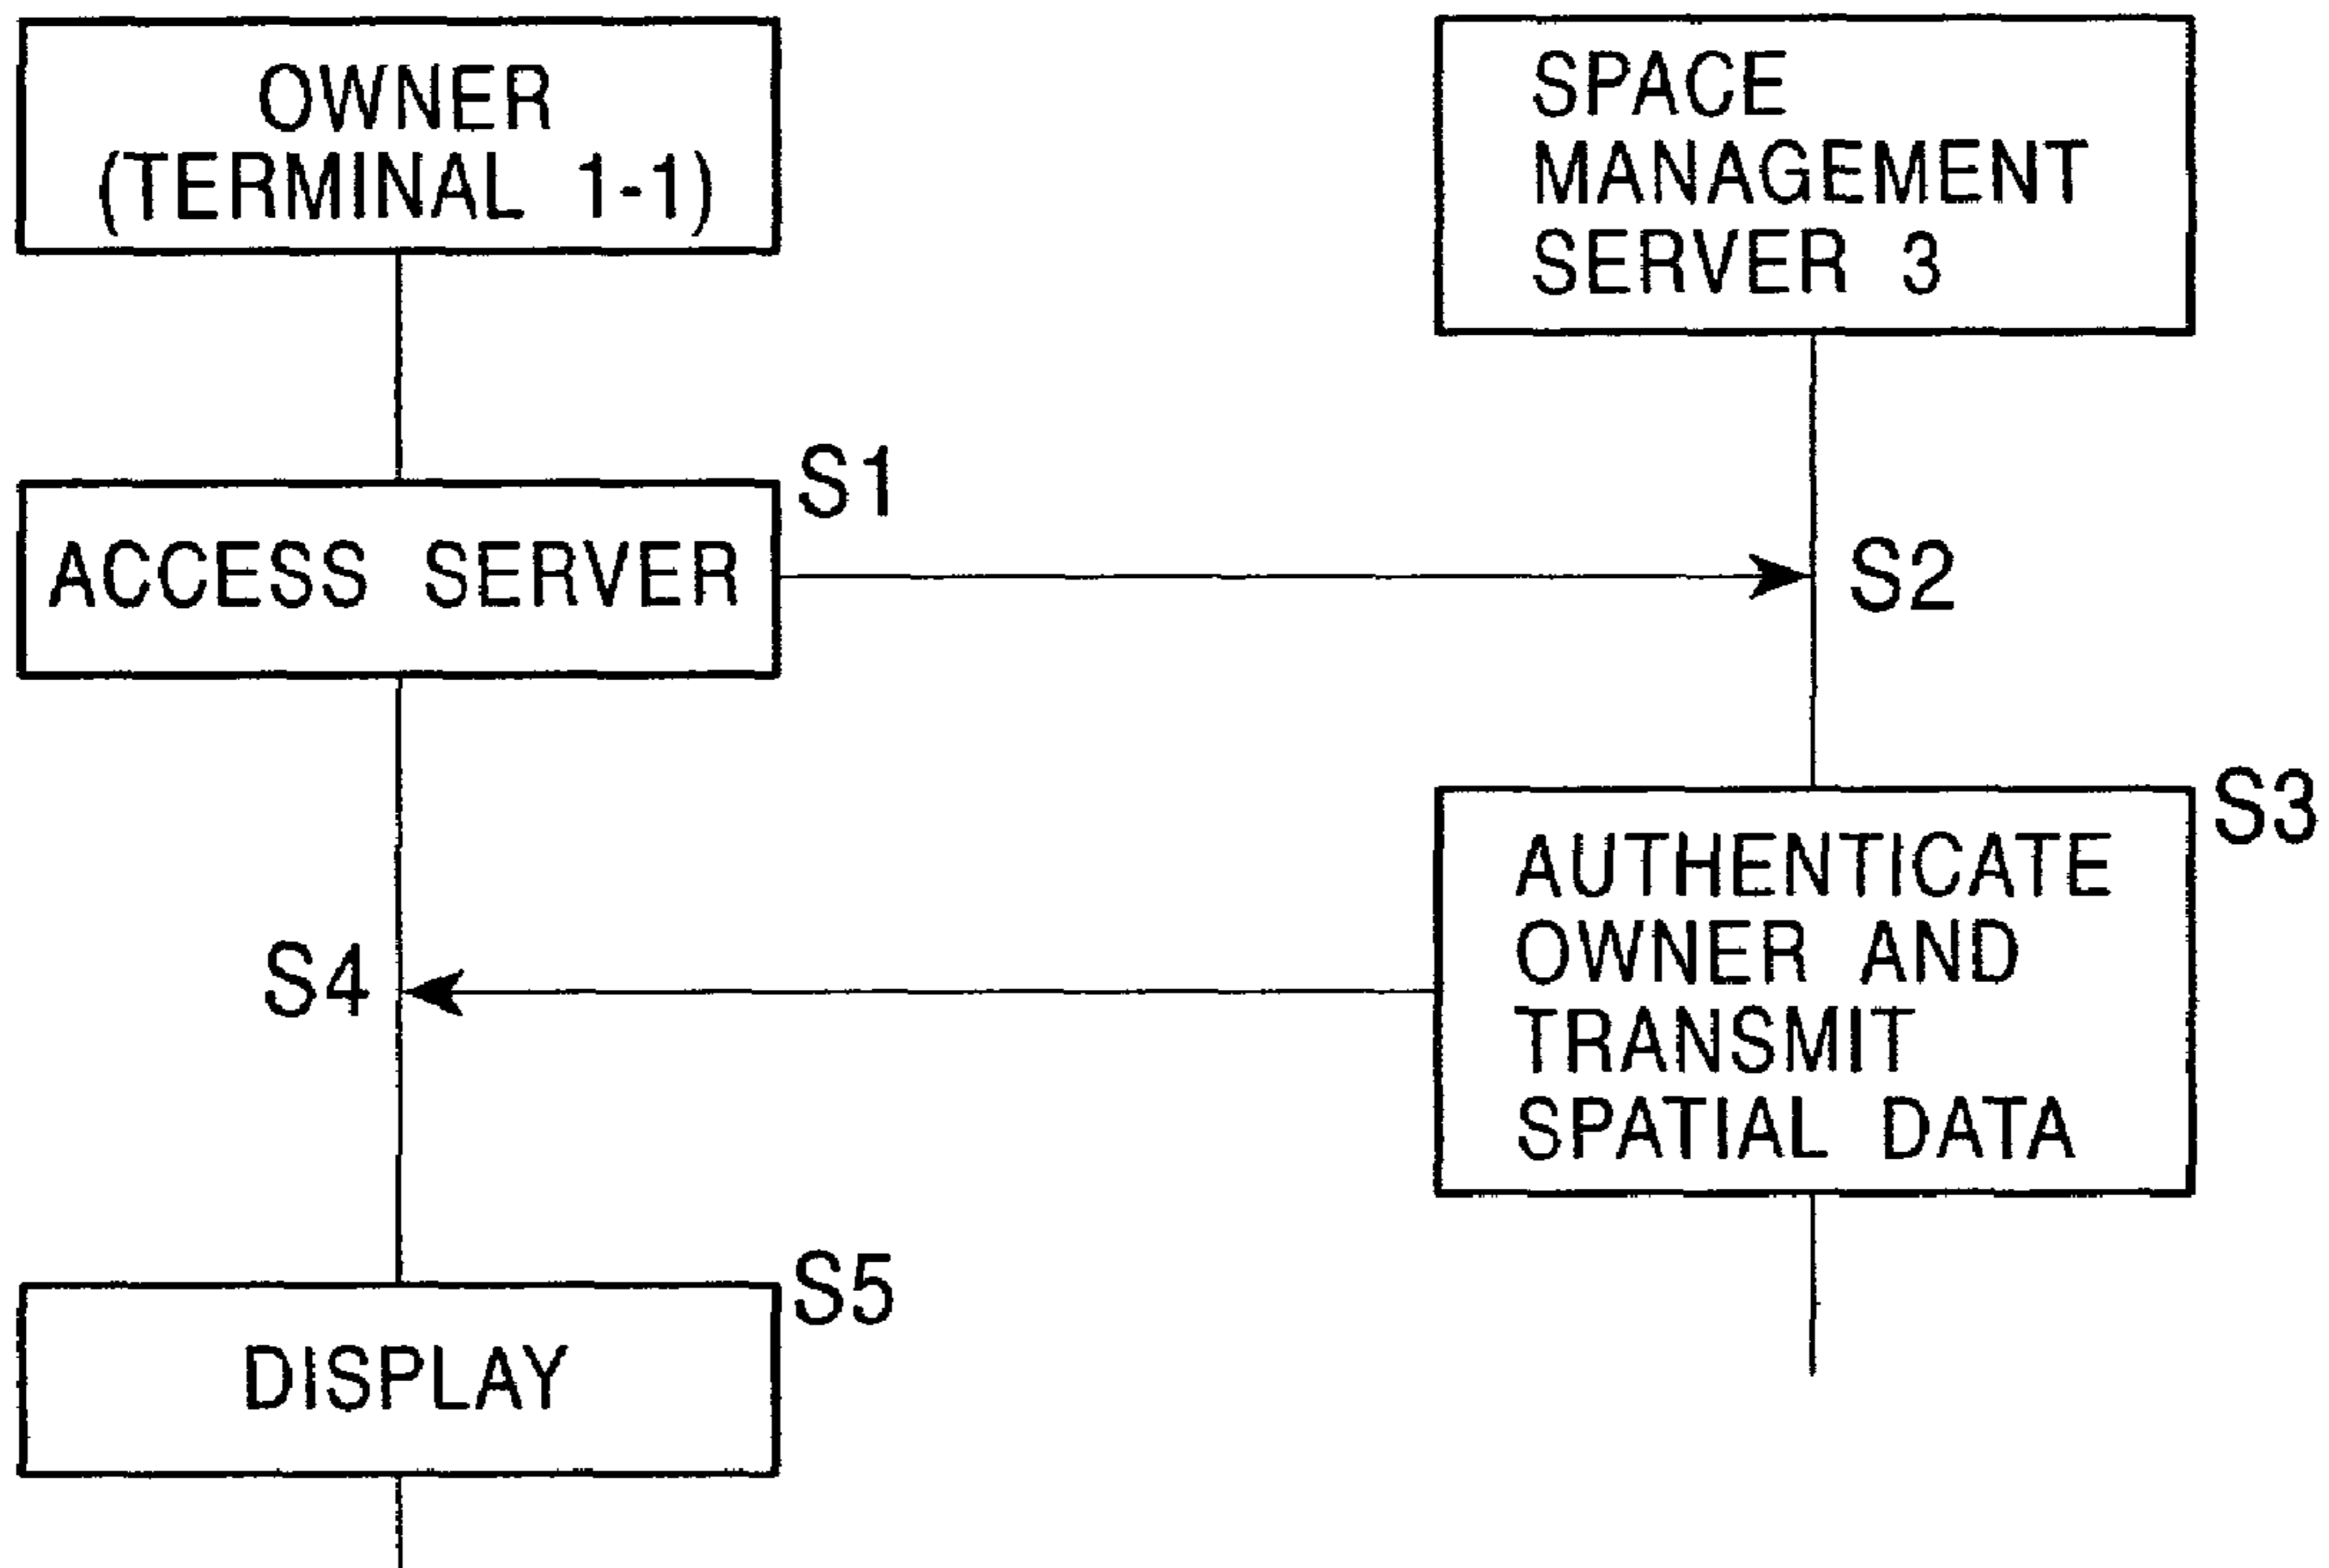 OWNER
(TERMINAL 1-1)
SPACE
MANAGEMENT
SERVER 3
S1
ACCESS SERVER
S2
S3
AUTHENTICATE
OWNER AND
TRANSMIT
SPATIAL DATA
S4
S5
DISPLAY